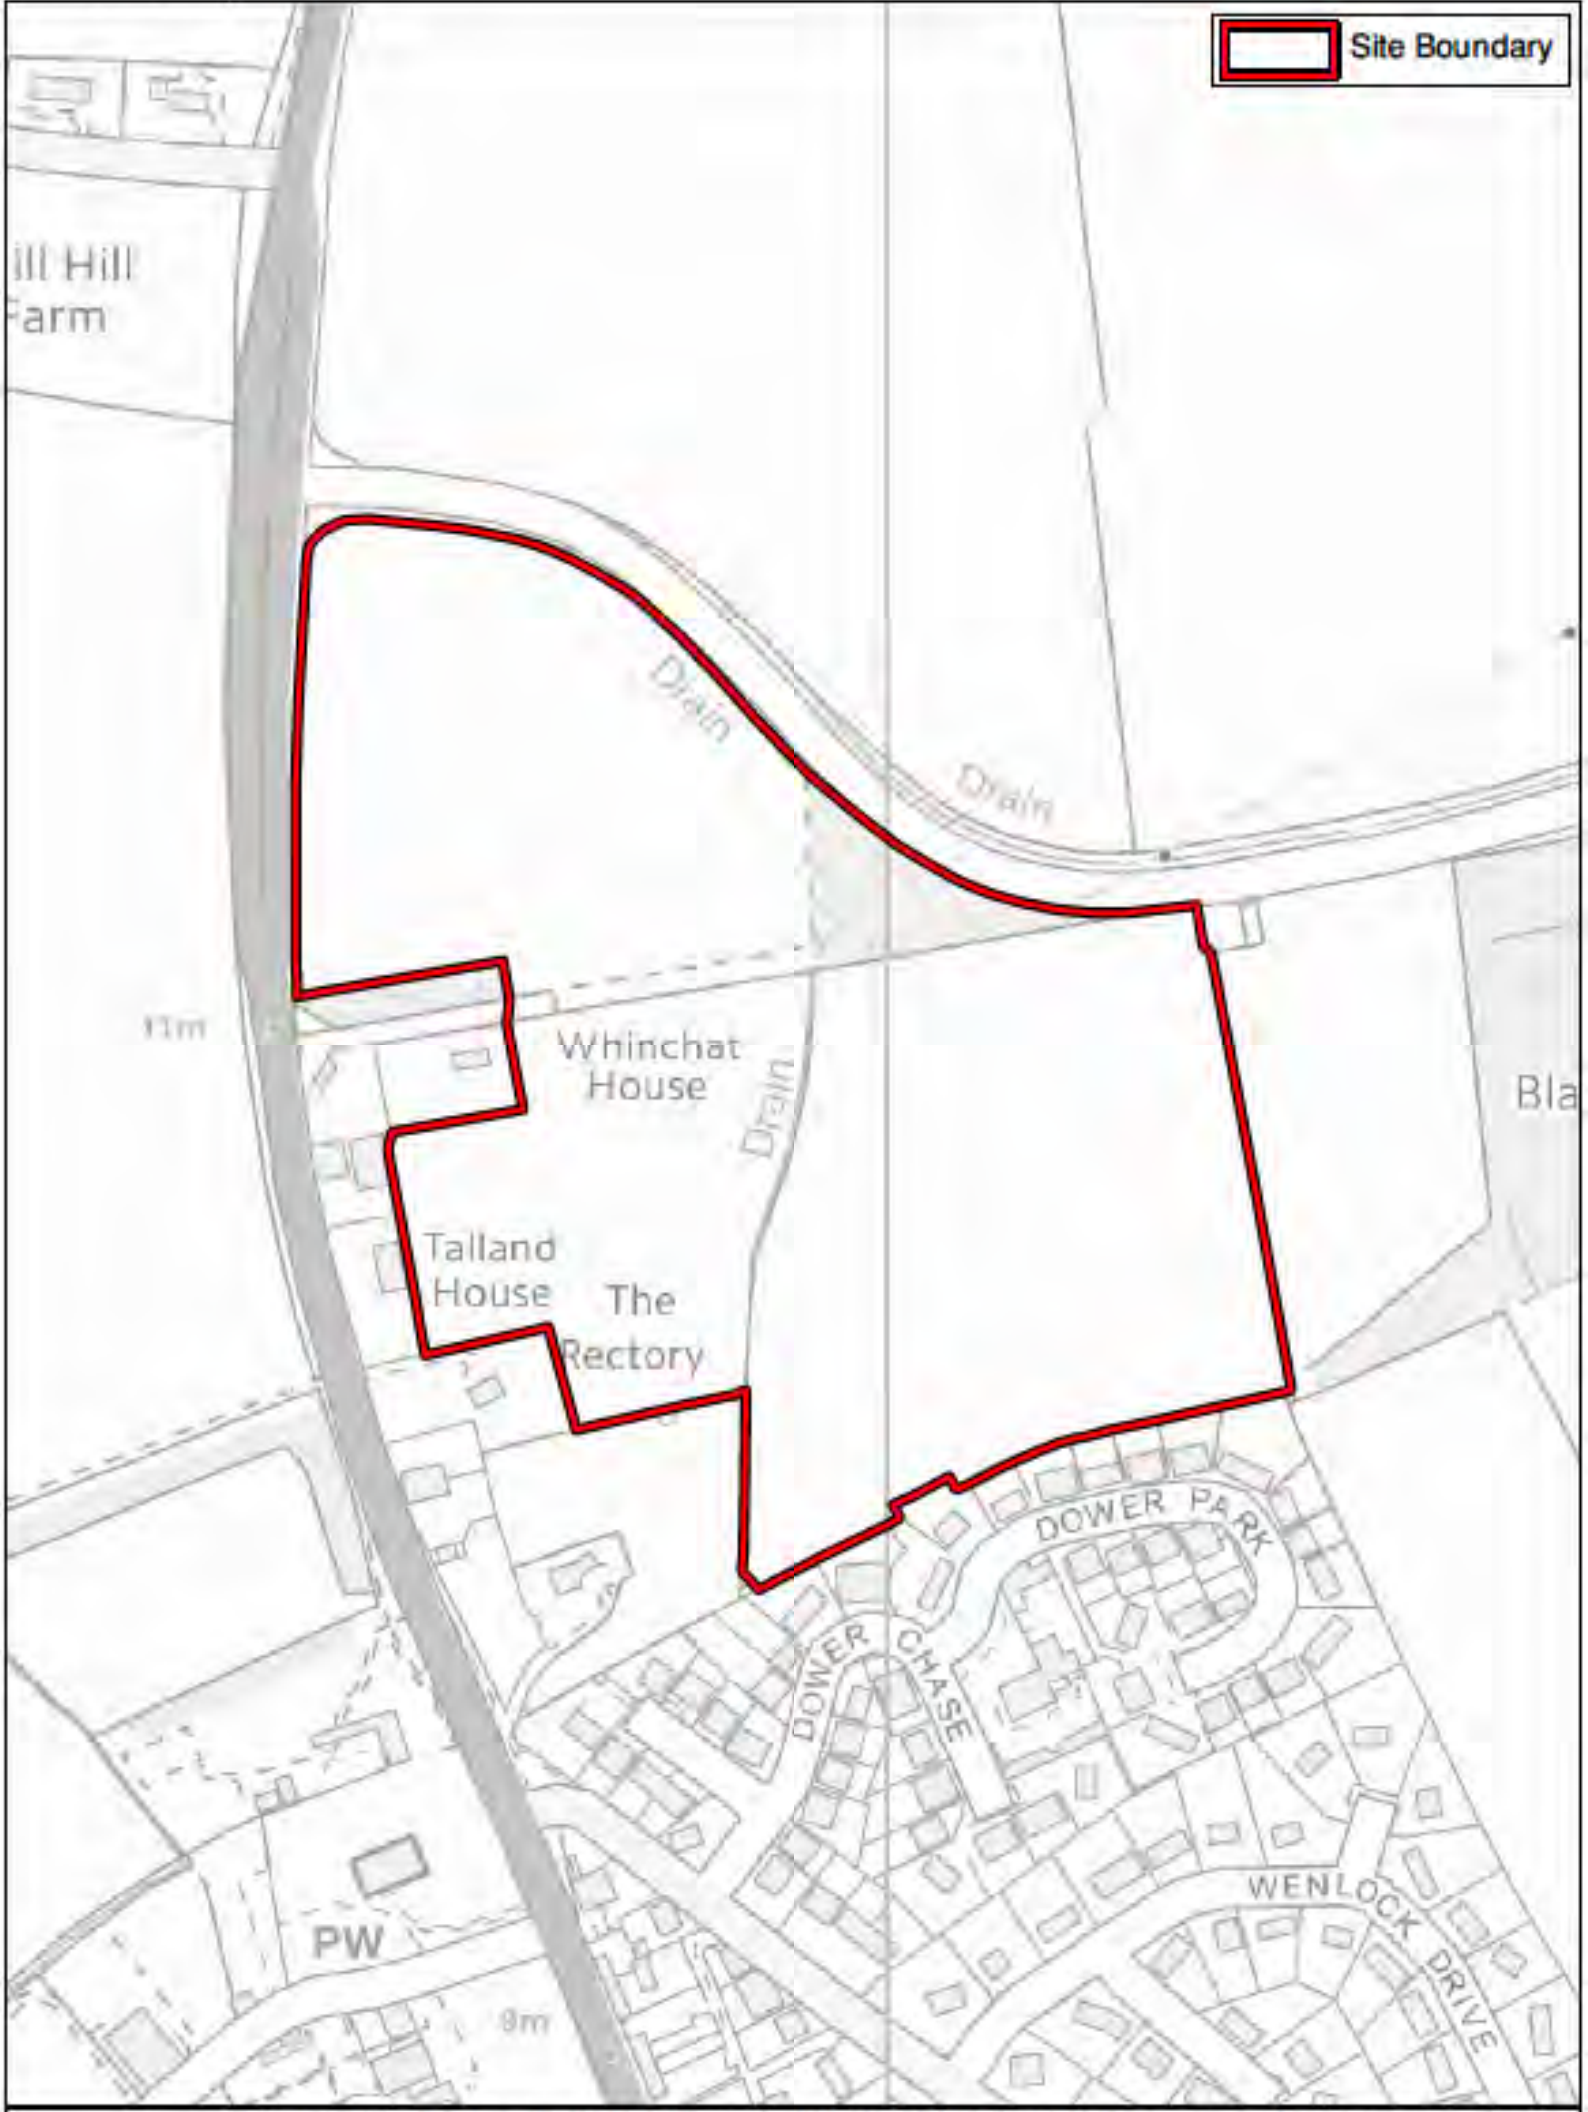 Site Boundary
ill Hill
Farm
Drain
Drain
11m
Whinchat
House
Drain
Bla
Talland
House
The
Rectory
DOWER PARK
DOWER CHASE
WENLOCK DRIVE
PW
9m